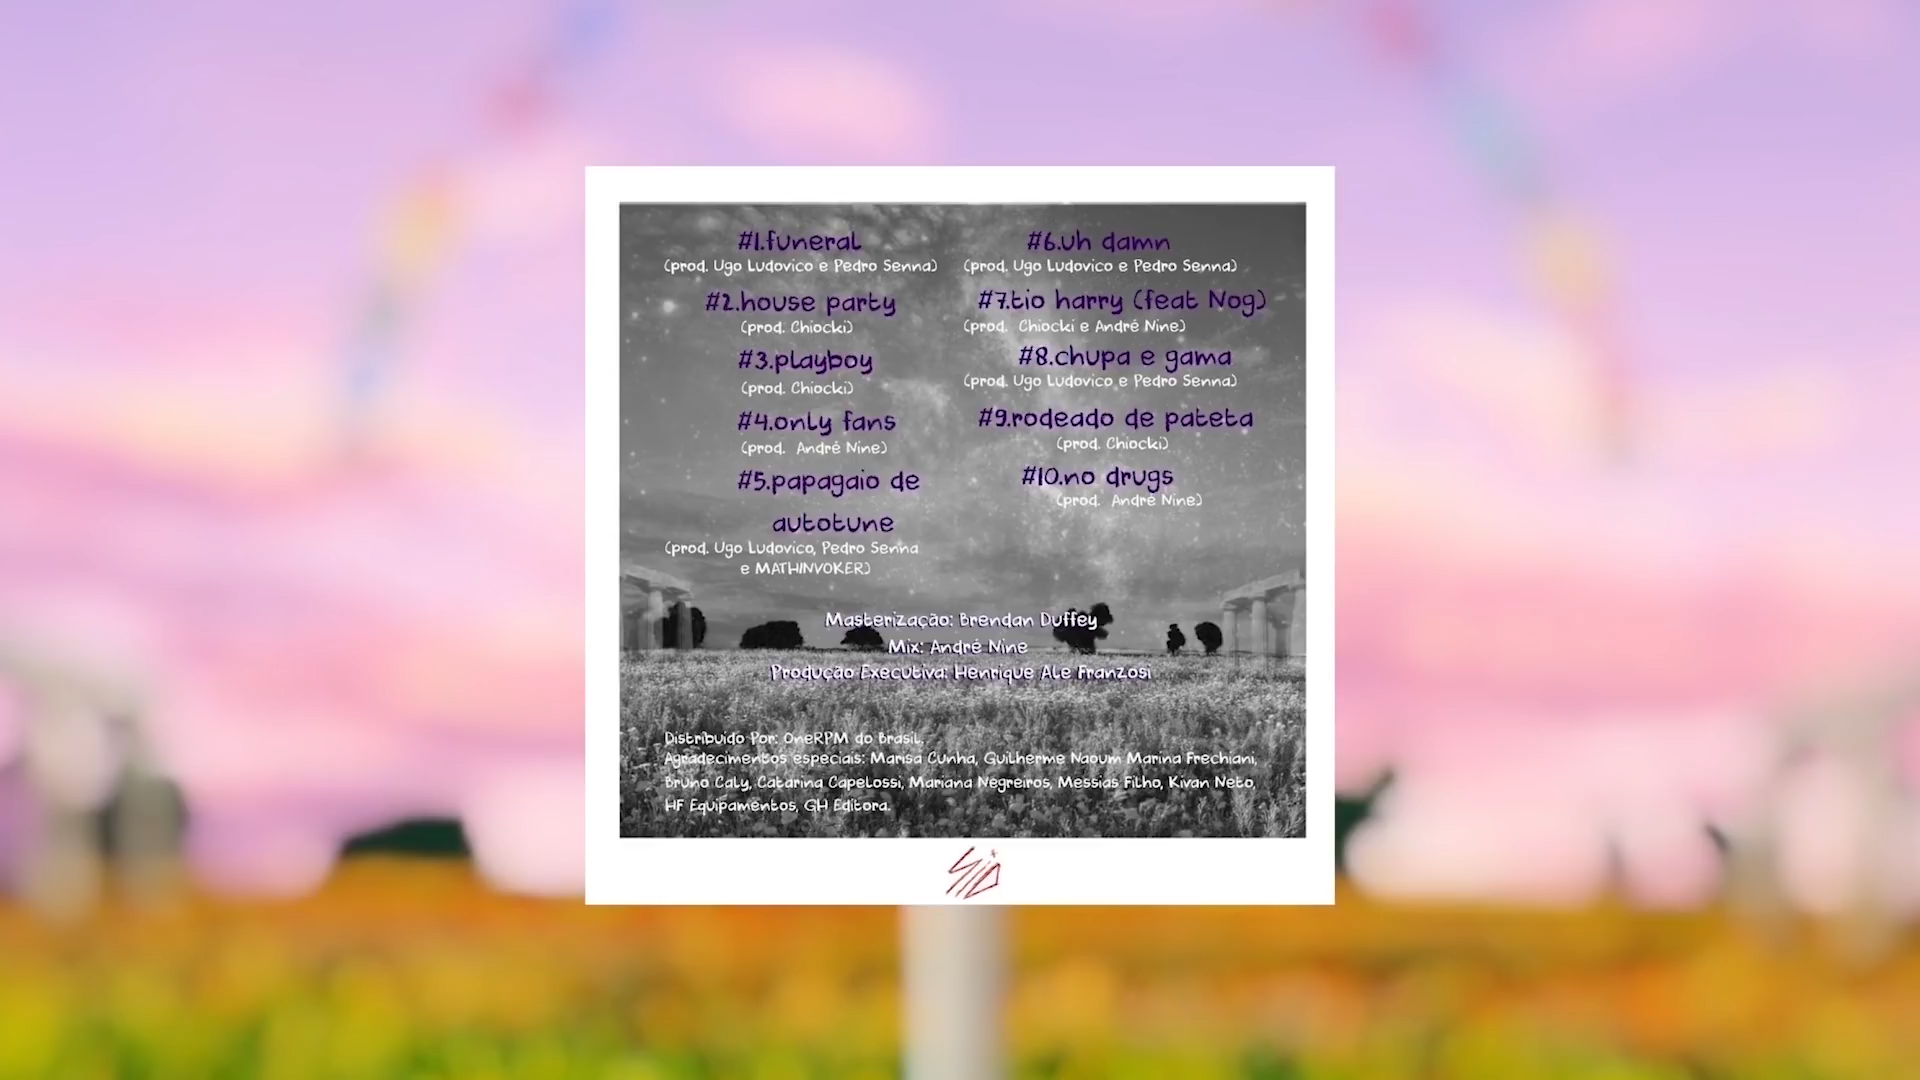 #1.funeral
(prod. Ugo Ludovico e Pedro Senna)
#2.house party
(prod. Chiocki)
#3.playboy
(prod. Chiocki)
#4.only fans
(prod. André Nine)
#5.papagaio de
autotune
(prod. Ugo Ludovico, Pedro Senna
e MATHINVOKER)
#6.uh damn
(prod. Ugo Ludovico e Pedro Senna)
#7.tio harry (feat Nog)
(prod. Chiocki e André Nine)
#8.chupa e gama
(prod. Ugo Ludovico e Pedro Senna)
#9.rodeado de pateta
(prod. Chiocki)
#10.no drugs
(prod. André Nine)
Masterização: Brendan Duffey
Mix: André Nine
Produção Executiva: Henrique Ale Franzosi
Distribuido Por: OneRPM do Brasil.
Agradecimentos especiais: Marisa Cunha, Guilherme Naoum Marina Frechiani,
Bruno Caly, Catarina Capelossi, Mariana Negreiros, Messias Filho, Kivan Neto,
HF Equipamentos, GH Editora.
SID